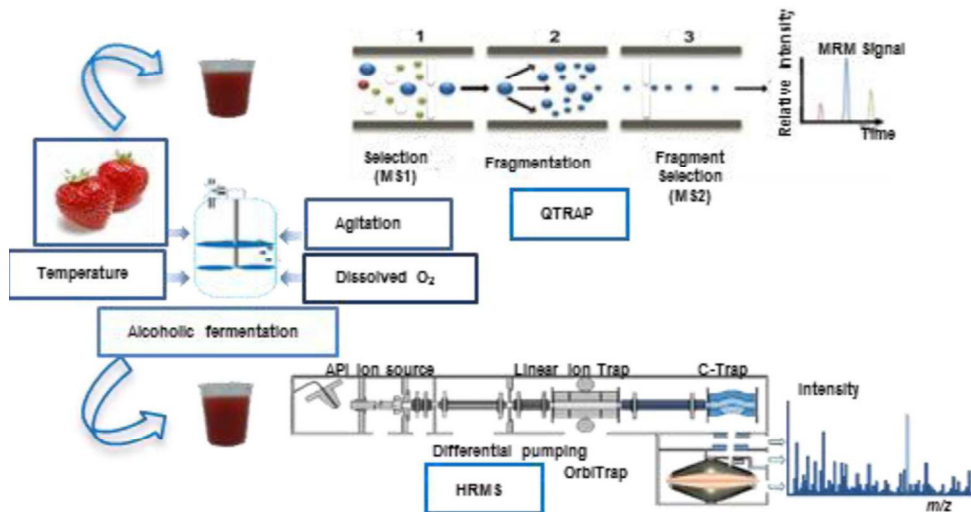 1
2
3
MRM Signal
Relative Intensity
Time
Selection
(MS1)
Fragmentation
Fragment
Selection
(MS2)
QTRAP
Agitation
Temperature
Dissolved O₂
Alcoholic fermentation
API Ion source
Linear Ion Trap
C-Trap
Intensity
Differential pumping
OrbiTrap
HRMS
m/z